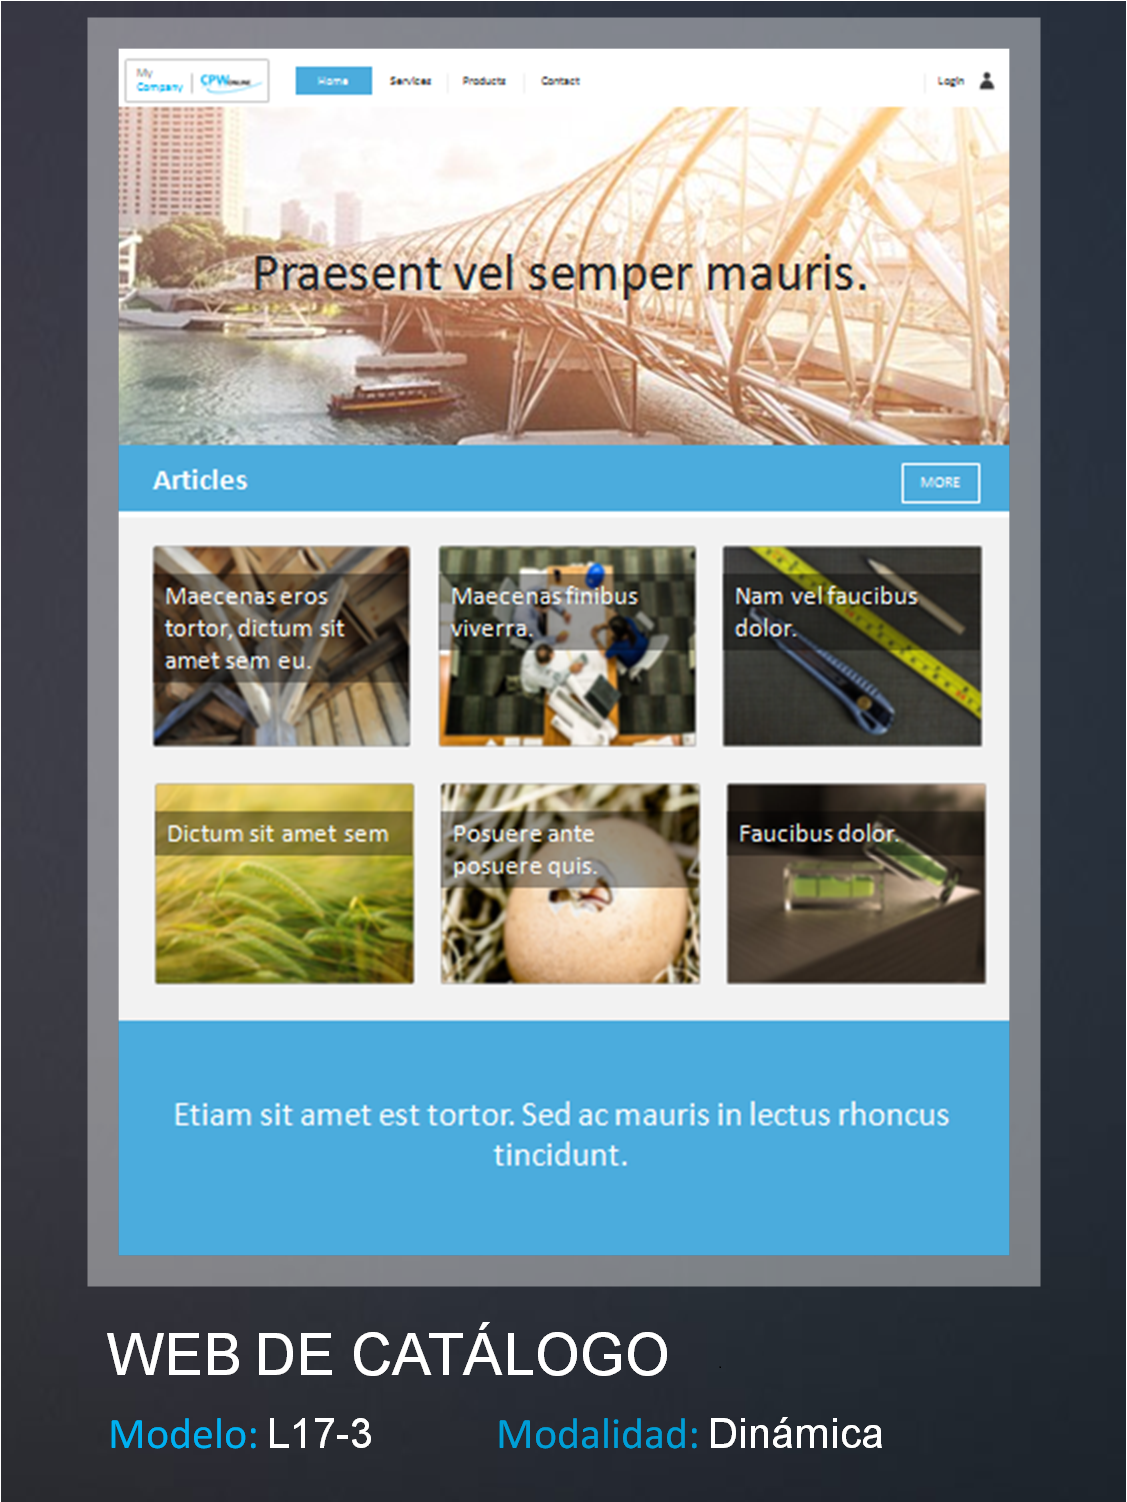 My
Company
CPWONLINE
Home
Services
Products
Contact
Login
Praesent vel semper mauris.
Articles
MORE
Maecenas eros
tortor, dictum sit
amet sem eu.
Maecenas finibus
viverra.
Nam vel faucibus
dolor.
Dictum sit amet sem
Posuere ante
posuere quis.
Faucibus dolor.
Etiam sit amet est tortor. Sed ac mauris in lectus rhoncus
tincidunt.
WEB DE CATÁLOGO
Modelo: L17-3 Modalidad: Dinámica